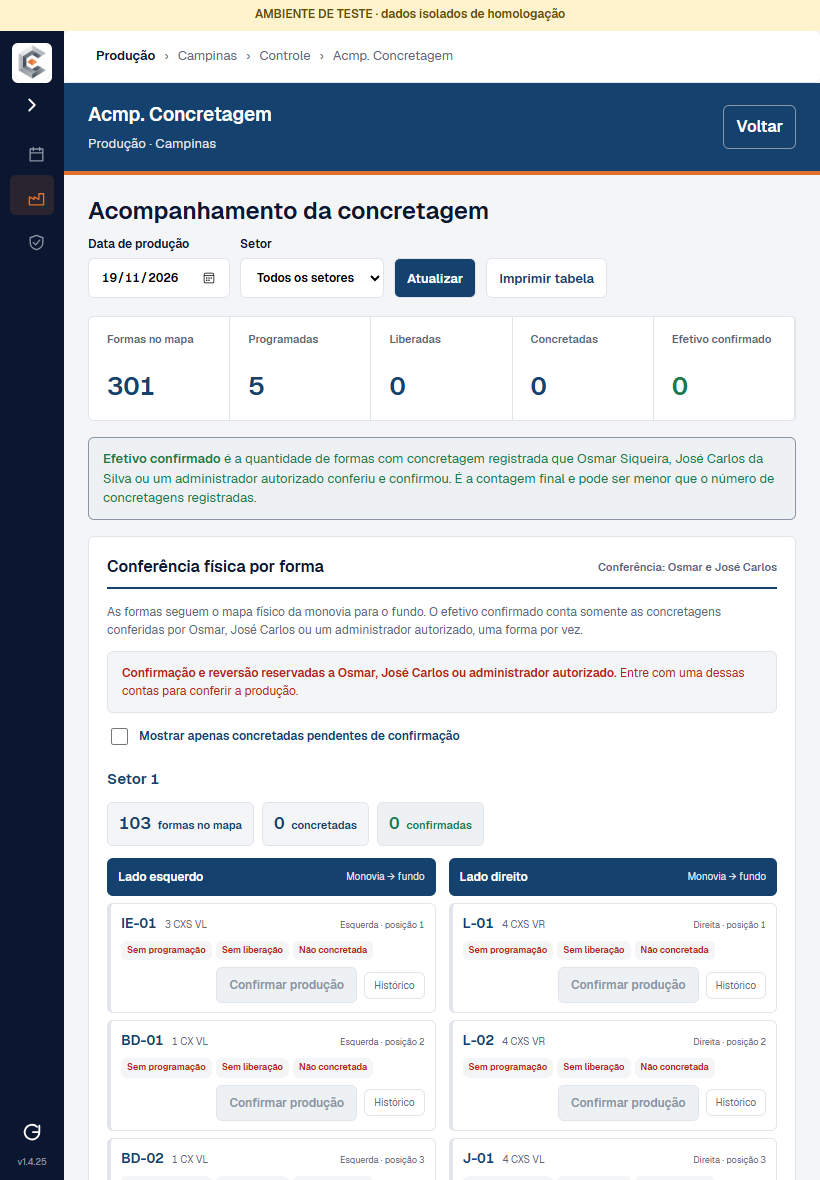 AMBIENTE DE TESTE · dados isolados de homologação
Produção › Campinas › Controle › Acmp. Concretagem
Acmp. Concretagem
Produção · Campinas
Voltar
Acompanhamento da concretagem
Data de produção
Setor
19/11/2026
Todos os setores
Atualizar
Imprimir tabela
Formas no mapa
Programadas
Liberadas
Concretadas
Efetivo confirmado
301
5
0
0
0
Efetivo confirmado é a quantidade de formas com concretagem registrada que Osmar Siqueira, José Carlos da
Silva ou um administrador autorizado conferiu e confirmou. É a contagem final e pode ser menor que o número de
concretagens registradas.
Conferência física por forma
Conferência: Osmar e José Carlos
As formas seguem o mapa físico da monovia para o fundo. O efetivo confirmado conta somente as concretagens
conferidas por Osmar, José Carlos ou um administrador autorizado, uma forma por vez.
Confirmação e reversão reservadas a Osmar, José Carlos ou administrador autorizado. Entre com uma dessas
contas para conferir a produção.
Mostrar apenas concretadas pendentes de confirmação
Setor 1
103 formas no mapa
0 concretadas
0 confirmadas
Lado esquerdo
Monovia → fundo
Lado direito
Monovia → fundo
IE-01 3 CXS VL
Esquerda · posição 1
Sem programação
Sem liberação
Não concretada
Confirmar produção
Histórico
L-01 4 CXS VR
Direita · posição 1
Sem programação
Sem liberação
Não concretada
Confirmar produção
Histórico
BD-01 1 CX VL
Esquerda · posição 2
Sem programação
Sem liberação
Não concretada
Confirmar produção
Histórico
L-02 4 CXS VR
Direita · posição 2
Sem programação
Sem liberação
Não concretada
Confirmar produção
Histórico
BD-02 1 CX VL
Esquerda · posição 3
J-01 4 CXS VL
Direita · posição 3
v1.4.25